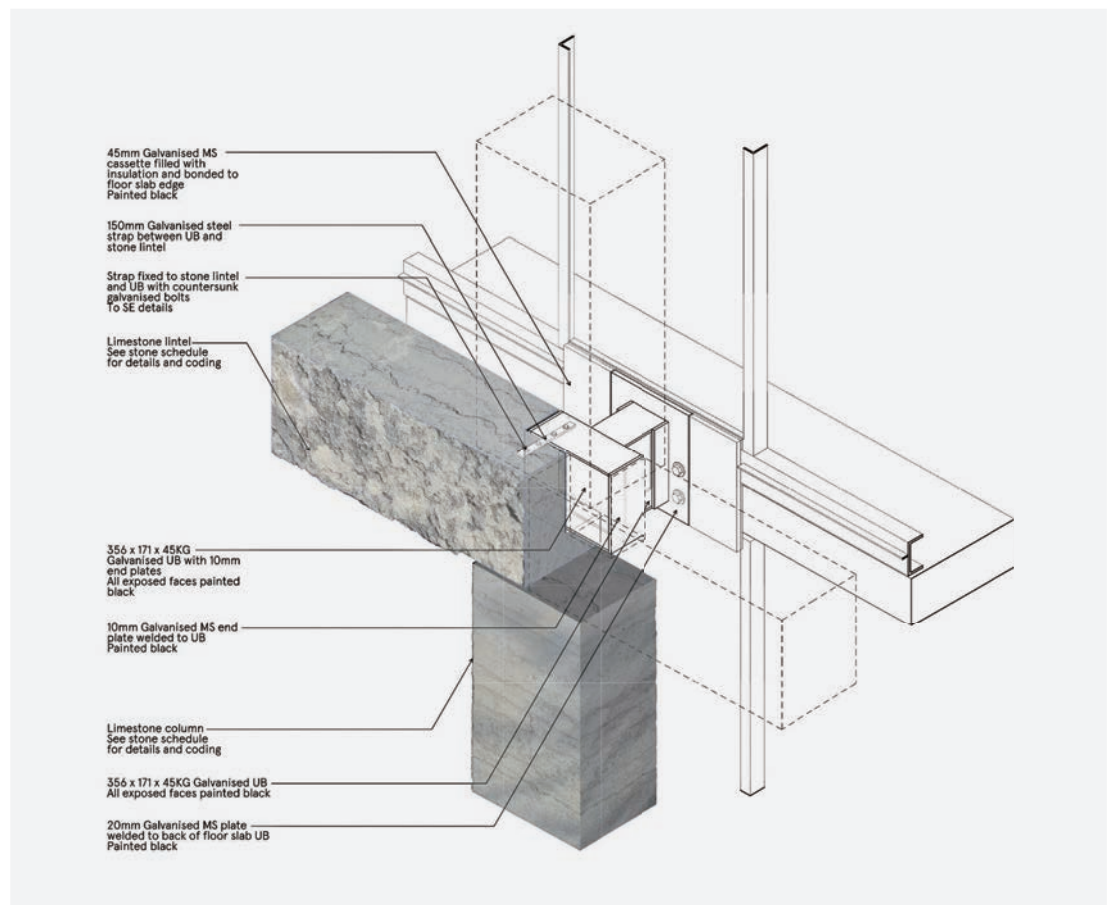 45mm Galvanised MS
cassette filled with
insulation and bonded to
floor slab edge
Painted black
150mm Galvanised steel
strap between UB and
stone lintel
Strap fixed to stone lintel
and UB with countersunk
galvanised bolts
To SE details
Limestone lintel
See stone schedule
for details and coding
356 x 171 x 45KG
Galvanised UB with 10mm
end plates
All exposed faces painted
black
10mm Galvanised MS end
plate welded to UB
Painted black
Limestone column
See stone schedule
for details and coding
356 x 171 x 45KG Galvanised UB
All exposed faces painted black
20mm Galvanised MS plate
welded to back of floor slab UB
Painted black